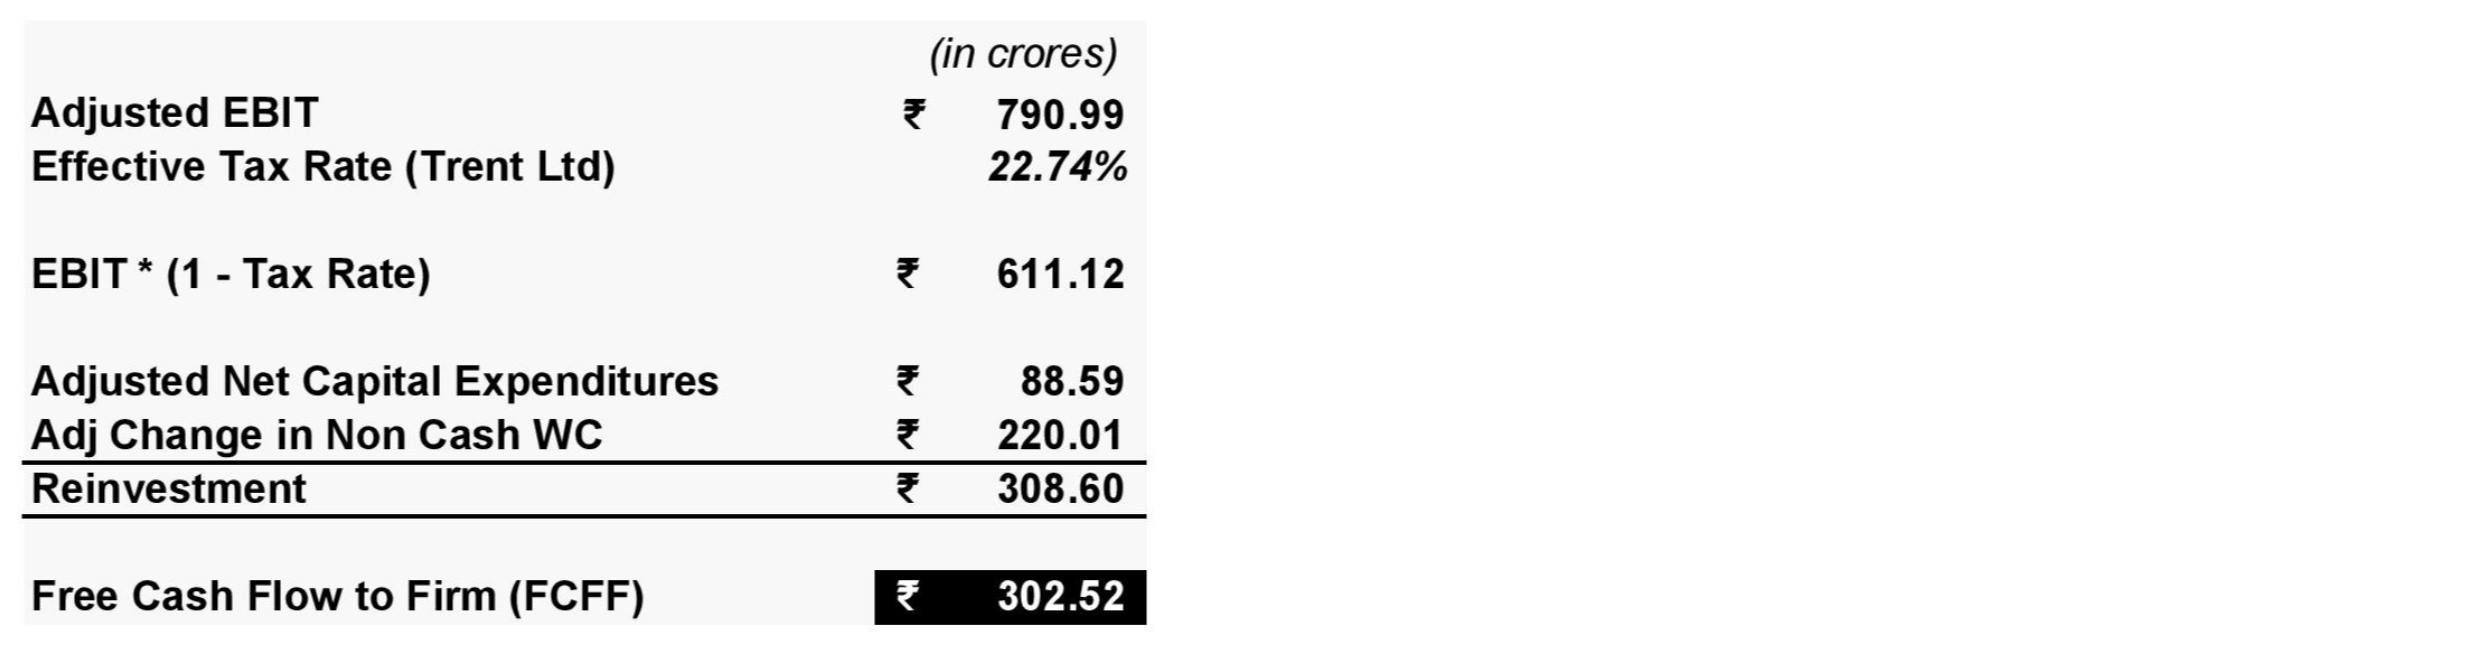 (in crores)
Adjusted EBIT ₹ 790.99
Effective Tax Rate (Trent Ltd) 22.74%
EBIT * (1 - Tax Rate) ₹ 611.12
Adjusted Net Capital Expenditures ₹ 88.59
Adj Change in Non Cash WC ₹ 220.01
Reinvestment ₹ 308.60
Free Cash Flow to Firm (FCFF) ₹ 302.52